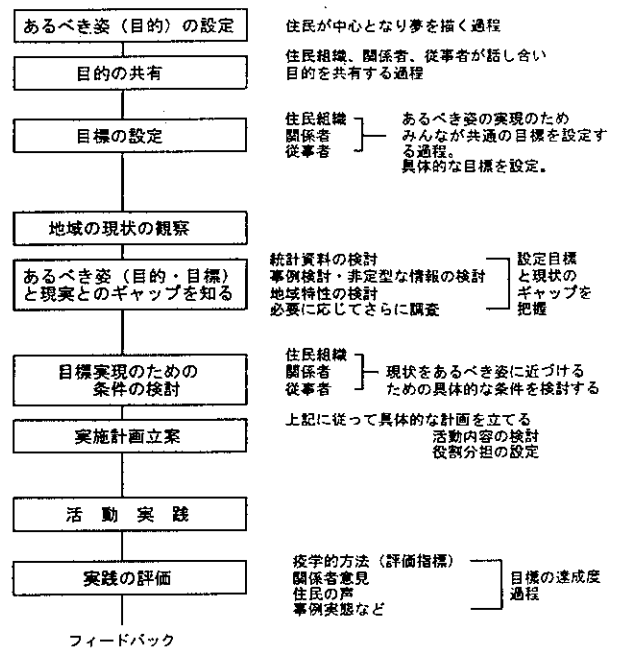 あるべき姿（目的）の設定
住民が中心となり夢を描く過程
目的の共有
住民組織、関係者、従事者が話し合い
目的を共有する過程
目標の設定
住民組織
関係者
従事者
あるべき姿の実現のため
みんなが共通の目標を設定す
る過程。
具体的な目標を設定。
地域の現状の観察
あるべき姿（目的・目標）
と現実とのギャップを知る
統計資料の検討
事例検討・非定型な情報の検討
地域特性の検討
必要に応じてさらに調査
設定目標
と現状の
ギャップを
把握
目標実現のための
条件の検討
住民組織
関係者
従事者
現状をあるべき姿に近づける
ための具体的な条件を検討する
実施計画立案
上記に従って具体的な計画を立てる
活動内容の検討
役割分担の設定
活動実践
実践の評価
疫学的方法（評価指標）
関係者意見
住民の声
事例実態など
目標の達成度
過程
フィードバック